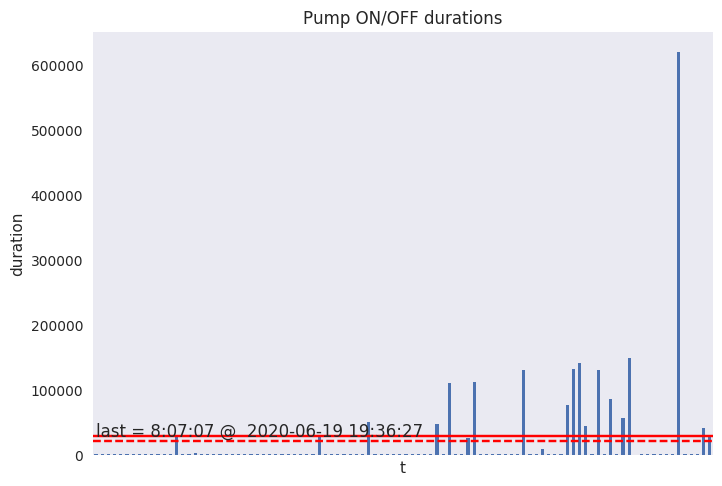 Pump ON/OFF durations
600000
500000
400000
300000
200000
100000
0
duration
last = 8:07:07 @  2020-06-19 19:36:27
t